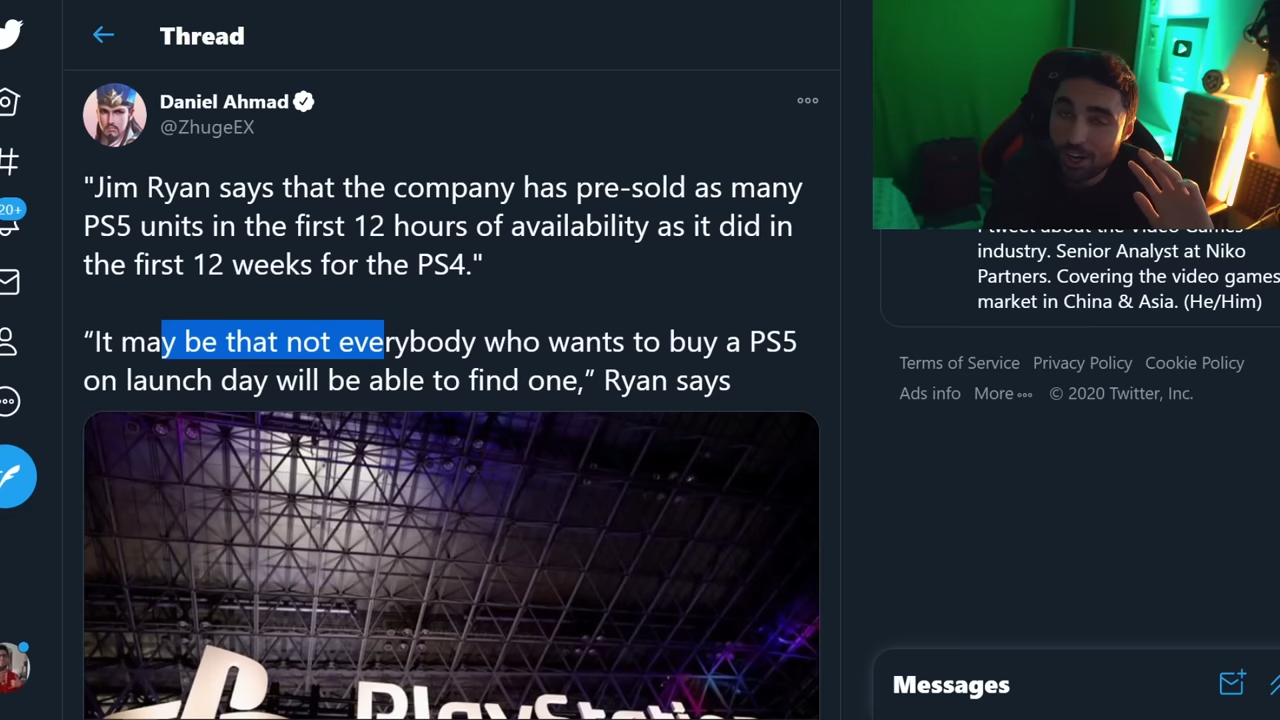 Thread
Daniel Ahmad
@ZhugeEX
"Jim Ryan says that the company has pre-sold as many
PS5 units in the first 12 hours of availability as it did in
the first 12 weeks for the PS4."
“It may be that not everybody who wants to buy a PS5
on launch day will be able to find one,” Ryan says
PlayStation
20+
I tweet about the Video Games
industry. Senior Analyst at Niko
Partners. Covering the video games
market in China & Asia. (He/Him)
Terms of Service Privacy Policy Cookie Policy
Ads info More © 2020 Twitter, Inc.
Messages